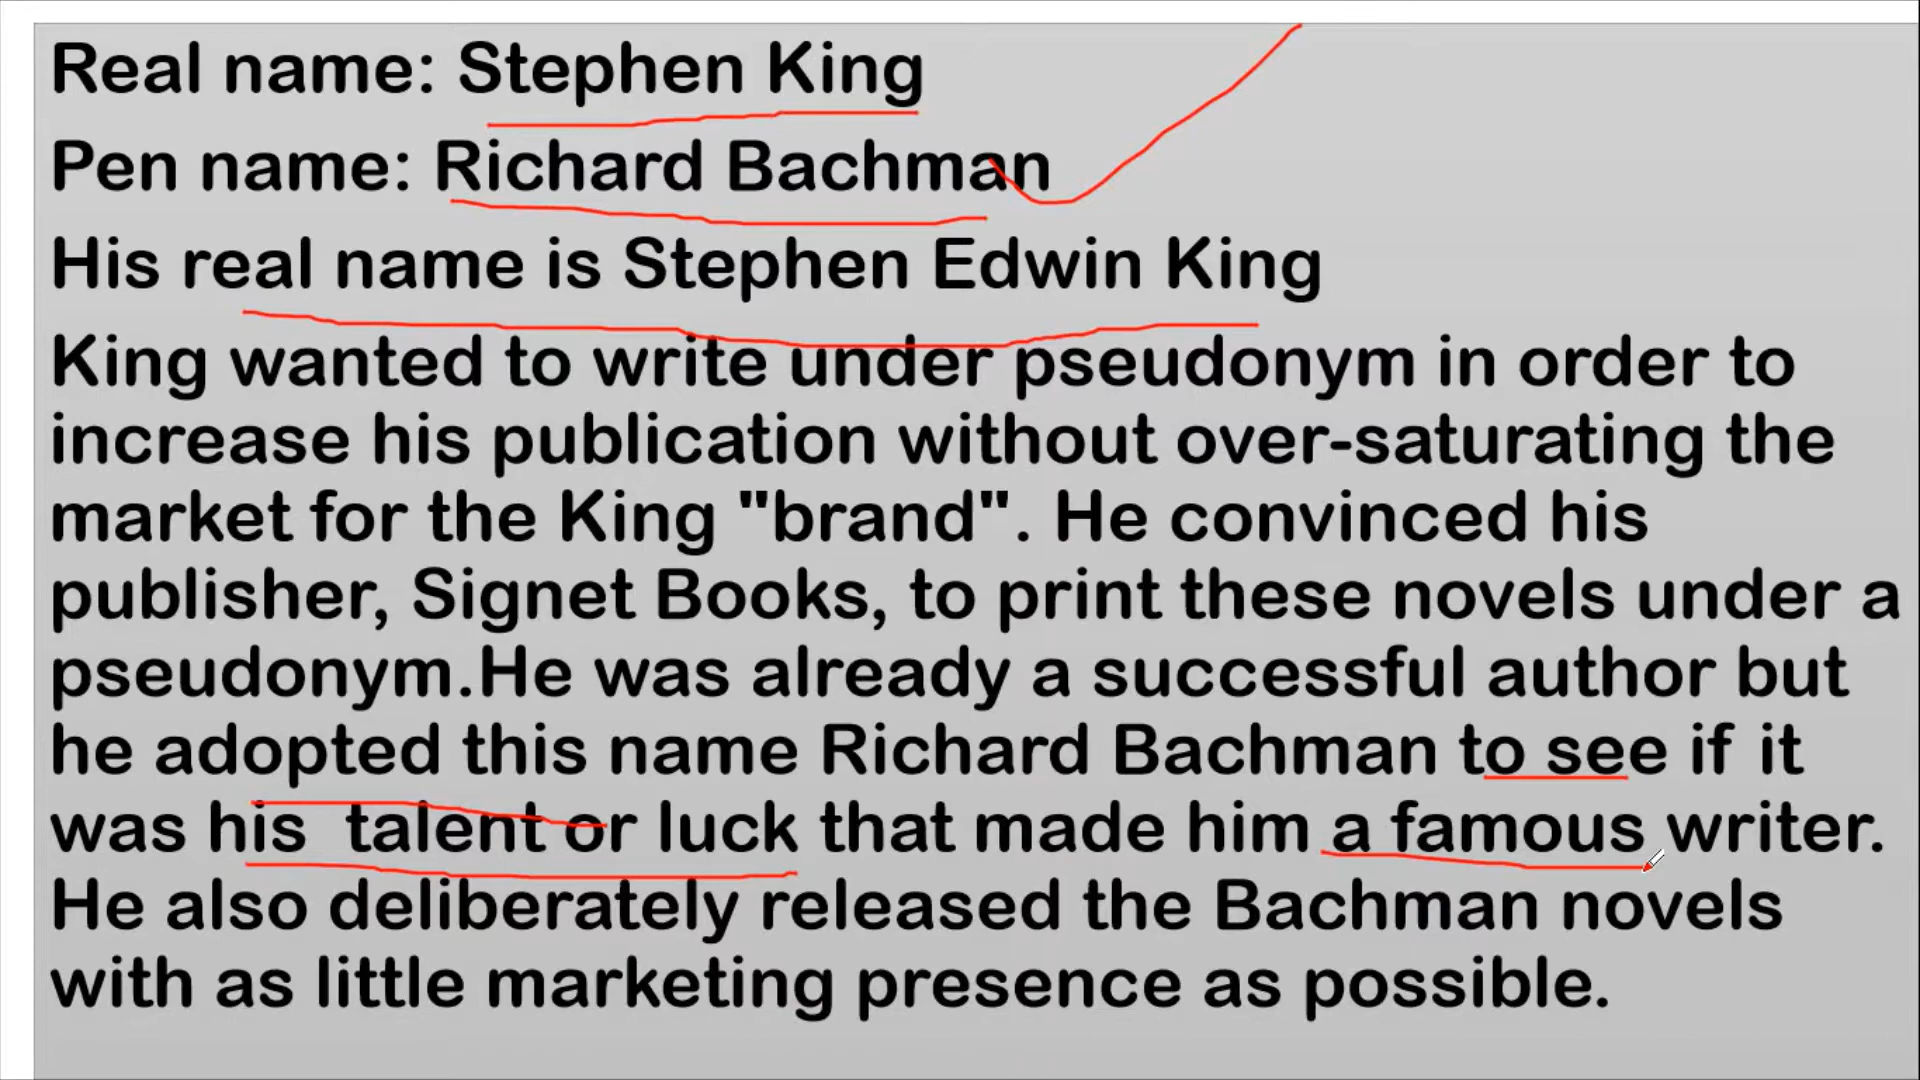 Real name: Stephen King
Pen name: Richard Bachman
His real name is Stephen Edwin King
King wanted to write under pseudonym in order to
increase his publication without over-saturating the
market for the King "brand". He convinced his
publisher, Signet Books, to print these novels under a
pseudonym.He was already a successful author but
he adopted this name Richard Bachman to see if it
was his  talent or luck that made him a famous writer.
He also deliberately released the Bachman novels
with as little marketing presence as possible.